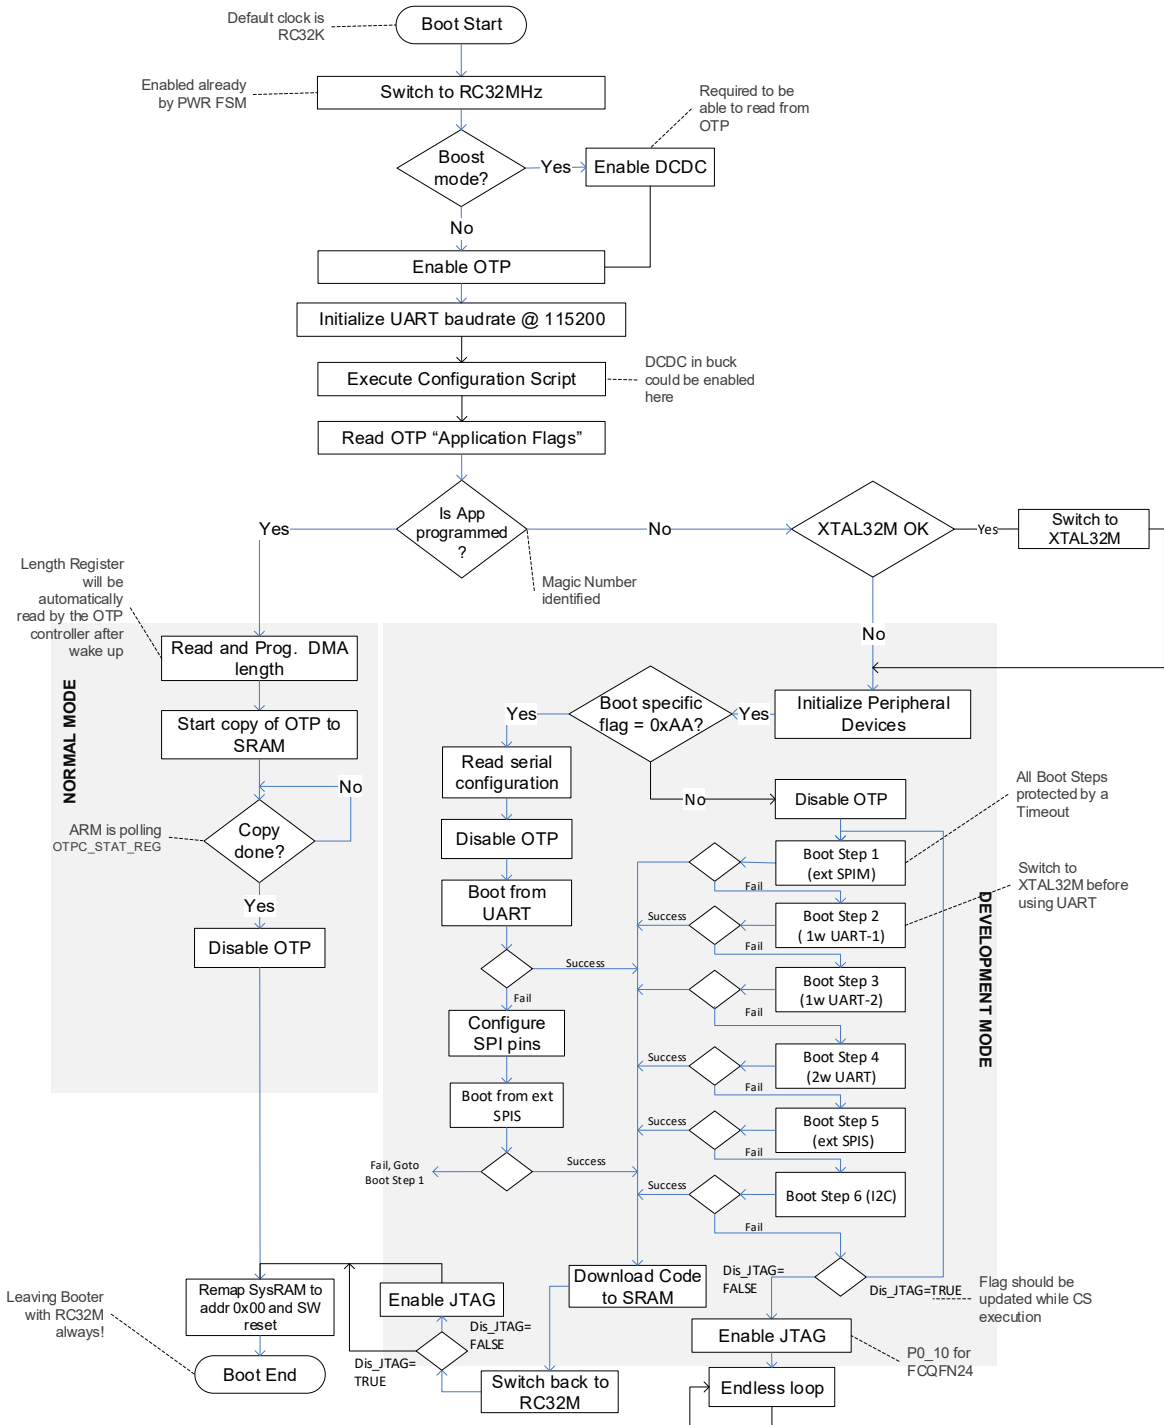 Default clock is
RC32K
Boot Start
Enabled already
by PWR FSM
Switch to RC32MHz
Required to be
able to read from
OTP
Boost
mode?
Yes
Enable DCDC
No
Enable OTP
Initialize UART baudrate @ 115200
Execute Configuration Script
DCDC in buck
could be enabled
here
Read OTP “Application Flags”
Is App
programmed
?
Yes
No
XTAL32M OK
Yes
Switch to
XTAL32M
Magic Number
identified
Length Register
will be
automatically
read by the OTP
controller after
wake up
No
NORMAL MODE
Read and Prog. DMA
length
Start copy of OTP to
SRAM
No
ARM is polling
OTPC_STAT_REG
Copy
done?
Yes
Disable OTP
Boot specific
flag = 0xAA?
Yes
Yes
Initialize Peripheral
Devices
No
Read serial
configuration
Disable OTP
Boot from
UART
Success
Fail
Configure
SPI pins
Boot from ext
SPIS
Fail, Goto
Boot Step 1
Success
Disable OTP
All Boot Steps
protected by a
Timeout
Boot Step 1
(ext SPIM)
Fail
Switch to
XTAL32M before
using UART
Success
Boot Step 2
( 1w UART-1)
Fail
Success
Boot Step 3
(1w UART-2)
Fail
DEVELOPMENT MODE
Success
Boot Step 4
(2w UART)
Fail
Success
Boot Step 5
(ext SPIS)
Fail
Success
Boot Step 6 (I2C)
Fail
Dis_JTAG=
FALSE
Dis_JTAG=TRUE
Flag should be
updated while CS
execution
Download Code
to SRAM
Leaving Booter
with RC32M
always!
Remap SysRAM to
addr 0x00 and SW
reset
Enable JTAG
Dis_JTAG=
FALSE
Dis_JTAG=
TRUE
Enable JTAG
P0_10 for
FCQFN24
Boot End
Switch back to
RC32M
Endless loop